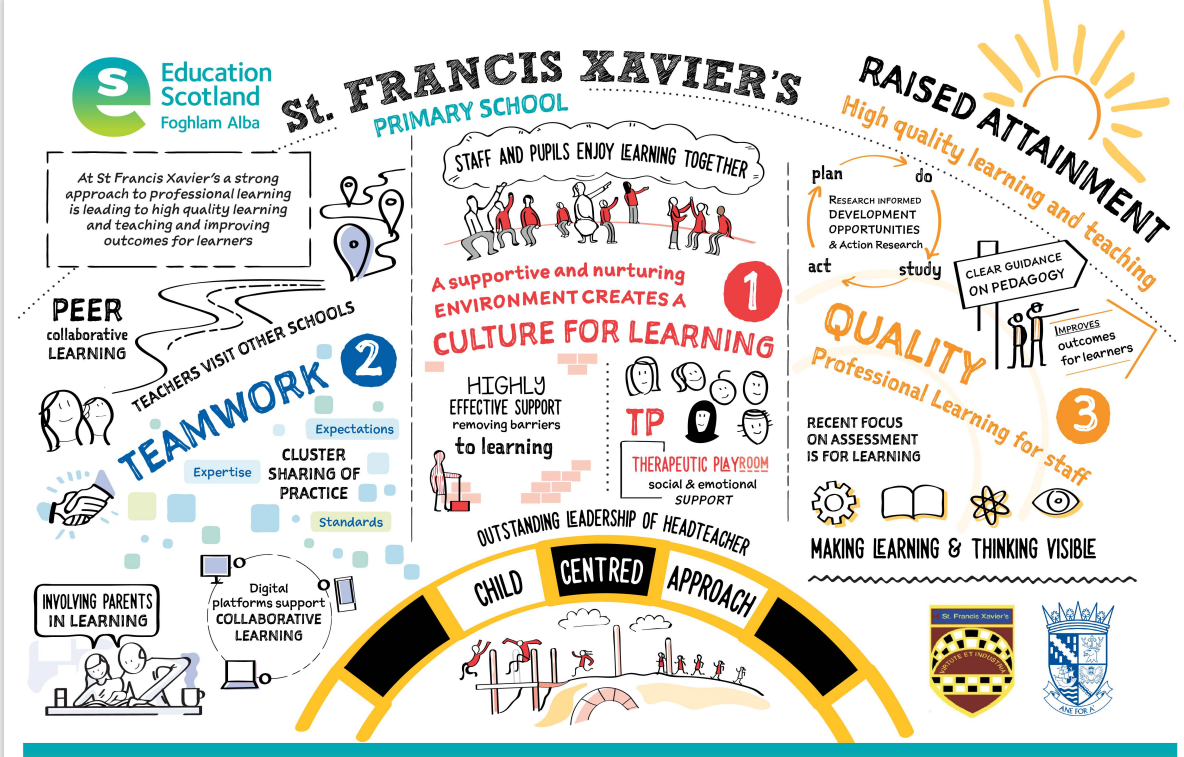 Education
Scotland
Foghlam Alba
St. FRANCIS XAVIER'S
PRIMARY SCHOOL
At St Francis Xavier's a strong
approach to professional learning
is leading to high quality learning
and teaching and improving
outcomes for learners
PEER
collaborative
LEARNING
TEACHERS VISIT OTHER SCHOOLS
TEAMWORK
2
Expectations
Expertise
CLUSTER
SHARING OF
PRACTICE
Standards
INVOLVING PARENTS
IN LEARNING
Digital
platforms support
COLLABORATIVE
LEARNING
STAFF AND PUPILS ENJOY LEARNING TOGETHER
A supportive and nurturing
ENVIRONMENT CREATES A
CULTURE FOR LEARNING
1
HIGHLY
EFFECTIVE SUPPORT
removing barriers
to learning
TP
THERAPEUTIC PLAYROOM
social & emotional
SUPPORT
OUTSTANDING LEADERSHIP OF HEADTEACHER
CHILD CENTRED APPROACH
RAISED ATTAINMENT
High quality learning and teaching
plan
do
study
act
RESEARCH INFORMED
DEVELOPMENT
OPPORTUNITIES
& Action Research
CLEAR GUIDANCE
ON PEDAGOGY
IMPROVES
outcomes
for learners
QUALITY
Professional Learning for staff
3
RECENT FOCUS
ON ASSESSMENT
IS FOR LEARNING
MAKING LEARNING & THINKING VISIBLE
St. Francis Xavier's
VIRTUTE ET INDUSTRIA
ANE FOR A'